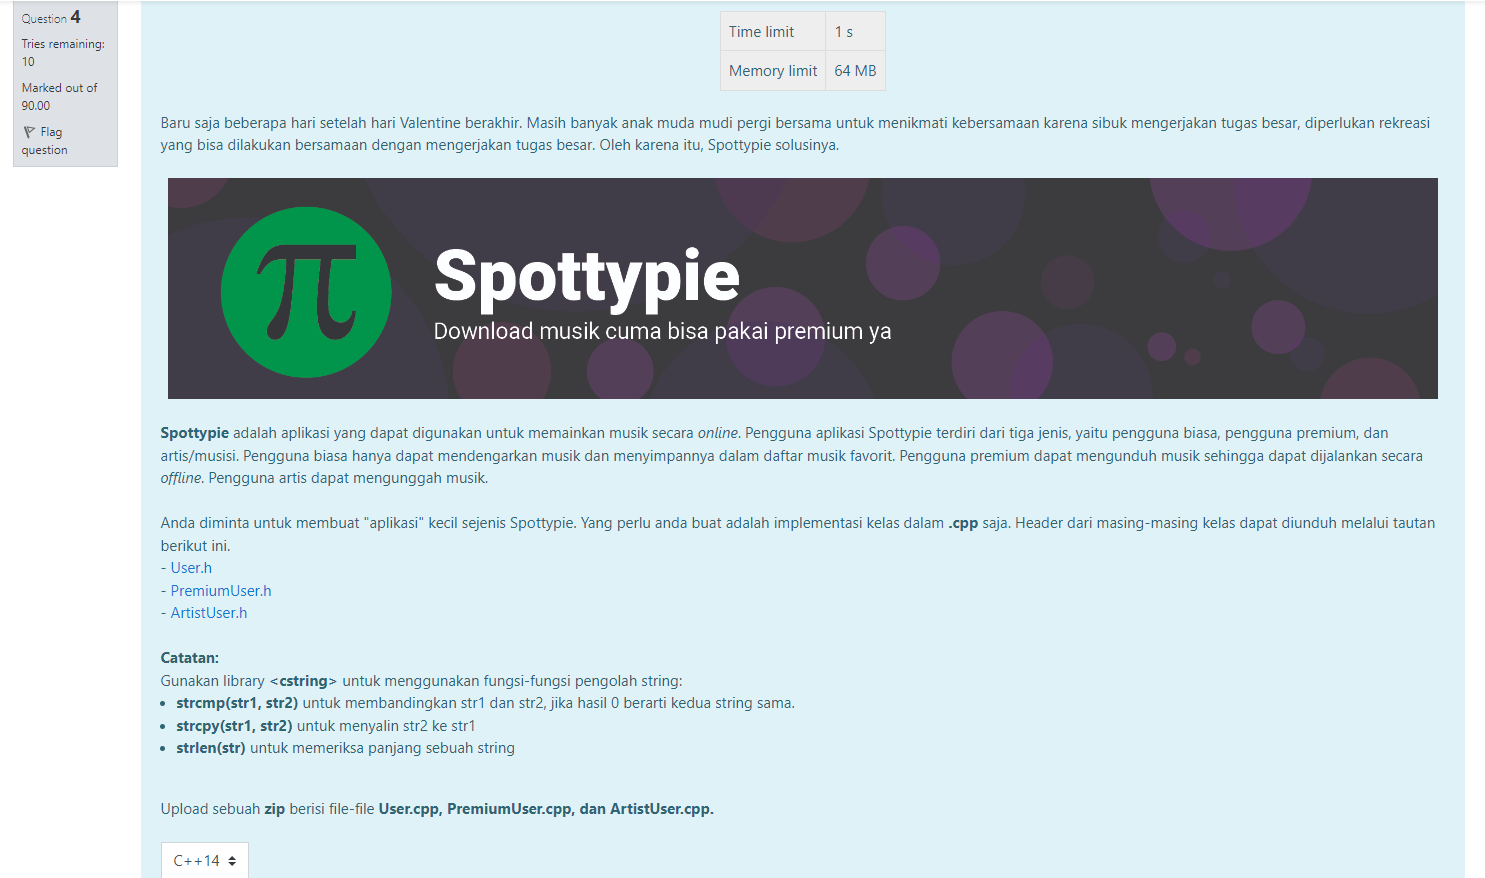 Question 4
Tries remaining:
10
Marked out of
90.00
Flag
question
Time limit 1 s
Memory limit 64 MB
Baru saja beberapa hari setelah hari Valentine berakhir. Masih banyak anak muda mudi pergi bersama untuk menikmati kebersamaan karena sibuk mengerjakan tugas besar, diperlukan rekreasi
yang bisa dilakukan bersamaan dengan mengerjakan tugas besar. Oleh karena itu, Spottypie solusinya.
π
Spottypie
Download musik cuma bisa pakai premium ya
Spottypie adalah aplikasi yang dapat digunakan untuk memainkan musik secara online. Pengguna aplikasi Spottypie terdiri dari tiga jenis, yaitu pengguna biasa, pengguna premium, dan
artis/musisi. Pengguna biasa hanya dapat mendengarkan musik dan menyimpannya dalam daftar musik favorit. Pengguna premium dapat mengunduh musik sehingga dapat dijalankan secara
offline. Pengguna artis dapat mengunggah musik.
Anda diminta untuk membuat "aplikasi" kecil sejenis Spottypie. Yang perlu anda buat adalah implementasi kelas dalam .cpp saja. Header dari masing-masing kelas dapat diunduh melalui tautan
berikut ini.
- User.h
- PremiumUser.h
- ArtistUser.h
Catatan:
Gunakan library <cstring> untuk menggunakan fungsi-fungsi pengolah string:
• strcmp(str1, str2) untuk membandingkan str1 dan str2, jika hasil 0 berarti kedua string sama.
• strcpy(str1, str2) untuk menyalin str2 ke str1
• strlen(str) untuk memeriksa panjang sebuah string
Upload sebuah zip berisi file-file User.cpp, PremiumUser.cpp, dan ArtistUser.cpp.
C++14